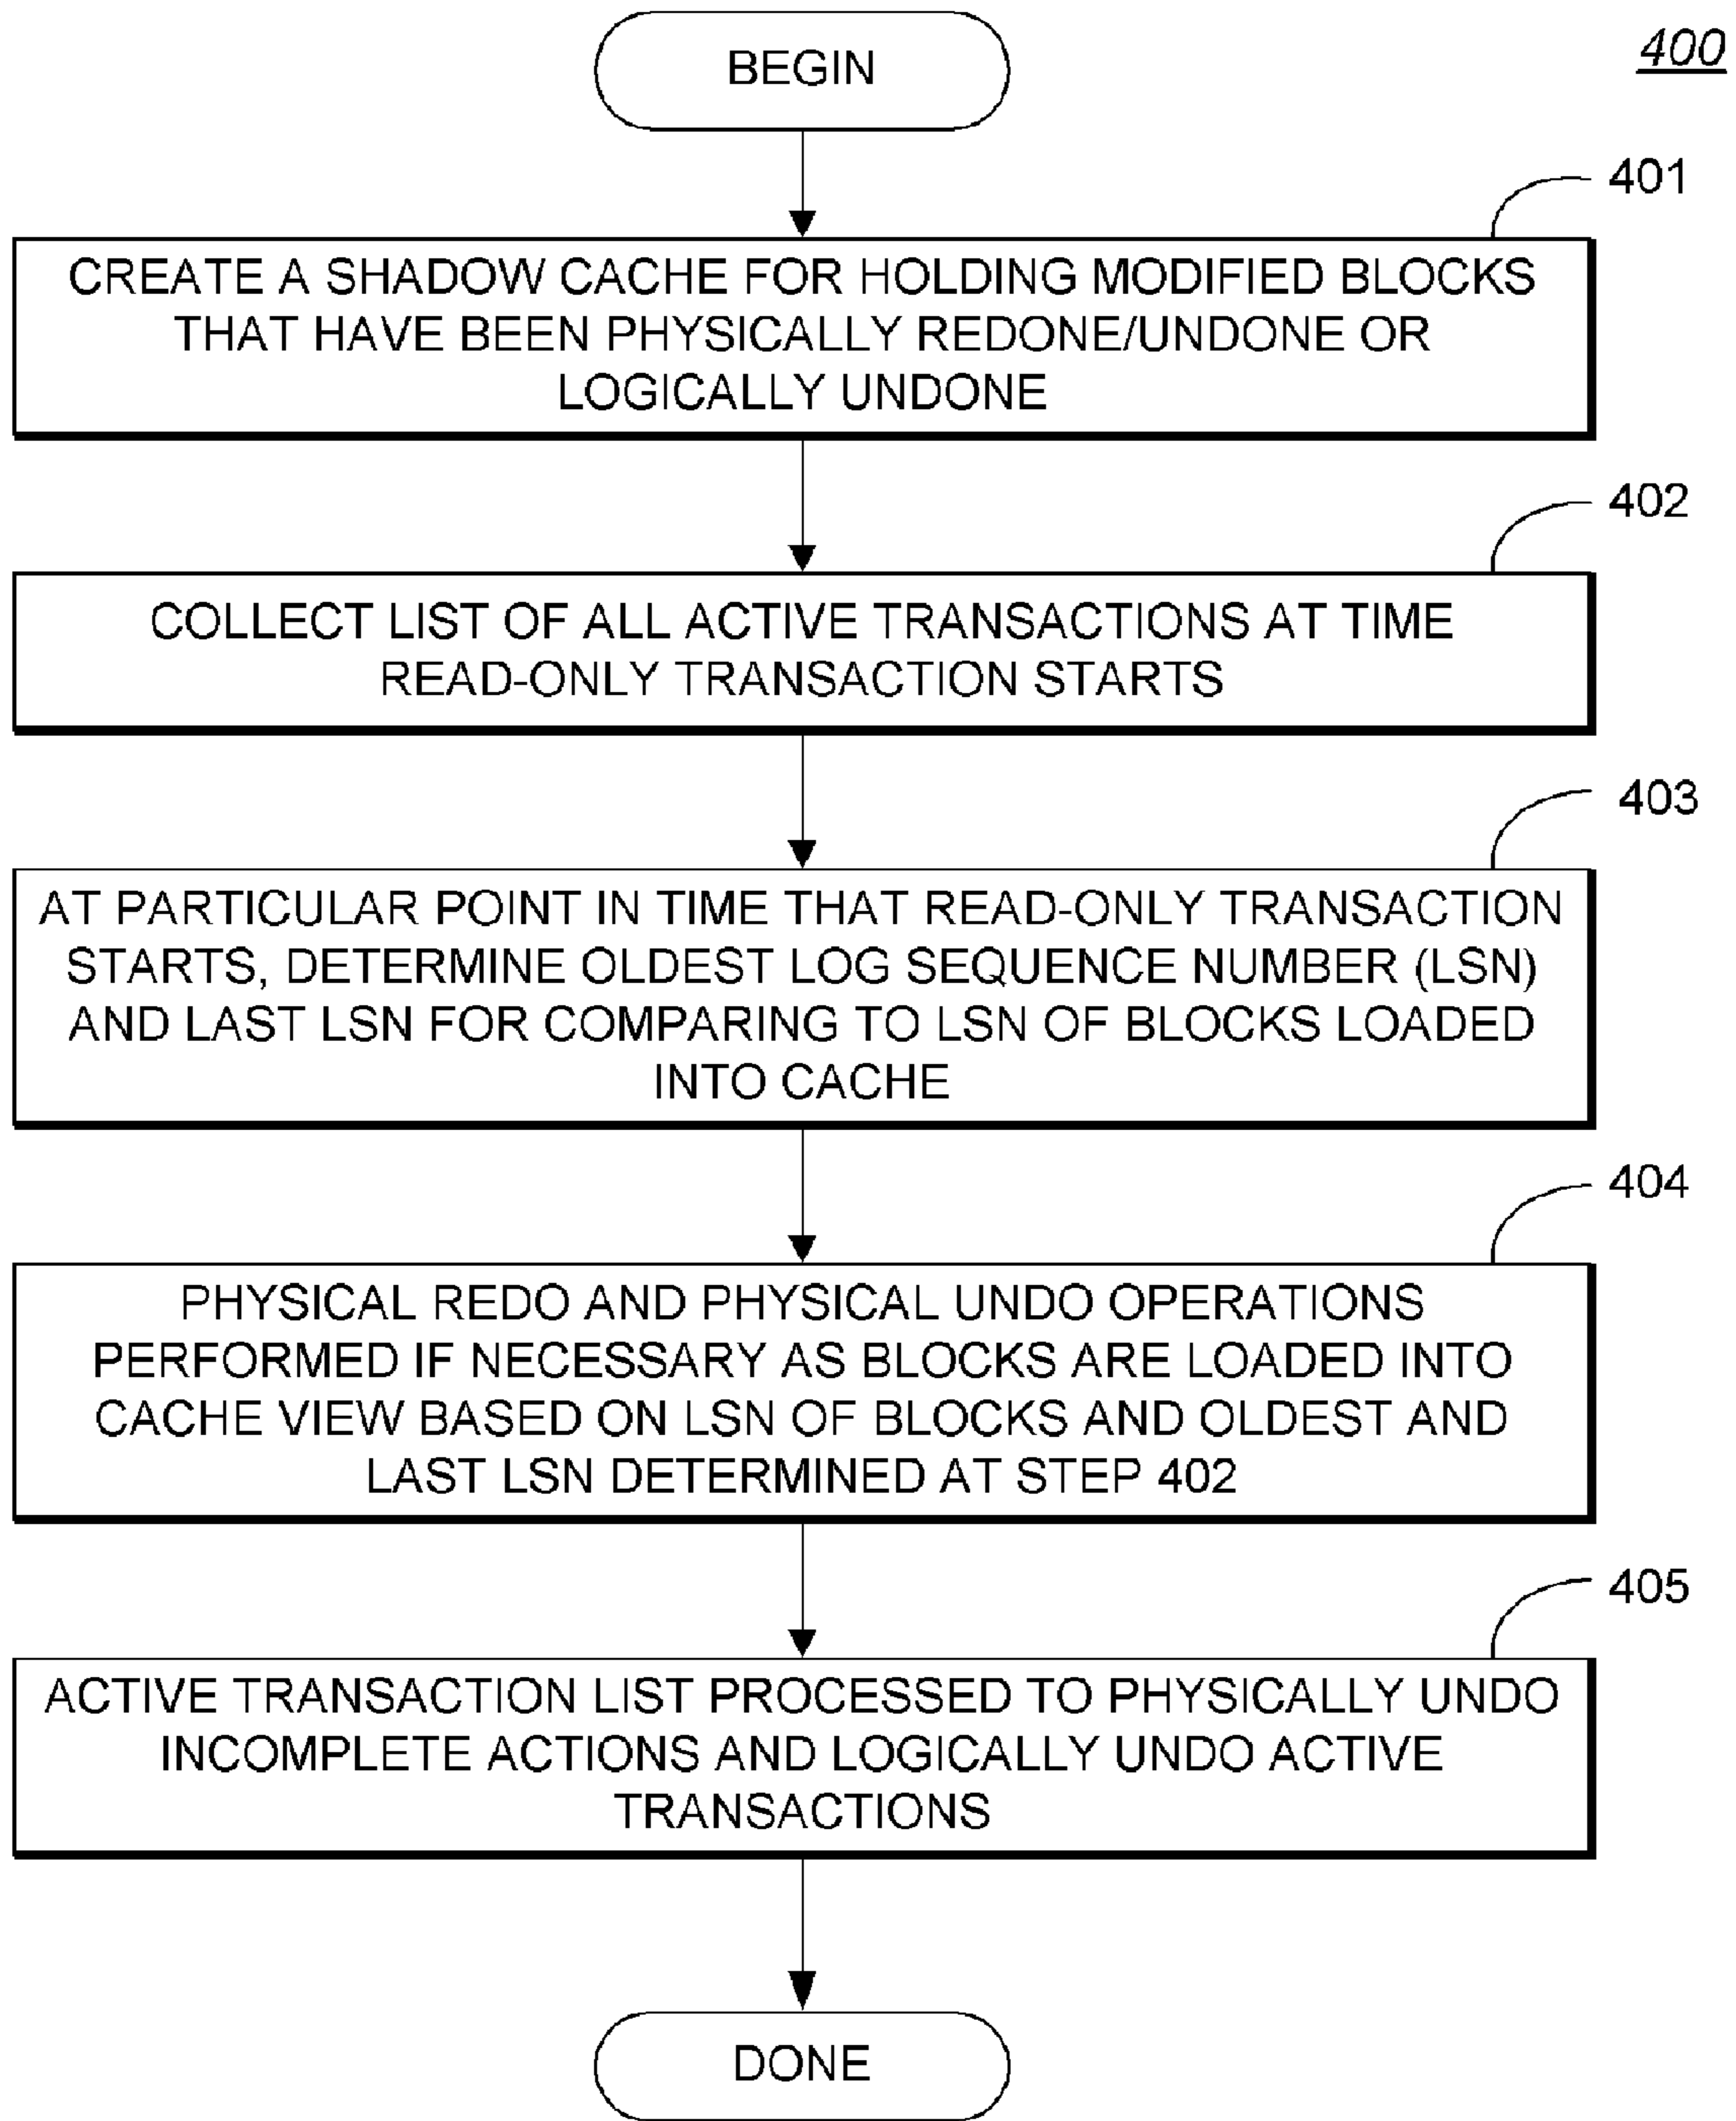 BEGIN
400
401
CREATE A SHADOW CACHE FOR HOLDING MODIFIED BLOCKS
THAT HAVE BEEN PHYSICALLY REDONE/UNDONE OR
LOGICALLY UNDONE
402
COLLECT LIST OF ALL ACTIVE TRANSACTIONS AT TIME
READ-ONLY TRANSACTION STARTS
403
AT PARTICULAR POINT IN TIME THAT READ-ONLY TRANSACTION
STARTS, DETERMINE OLDEST LOG SEQUENCE NUMBER (LSN)
AND LAST LSN FOR COMPARING TO LSN OF BLOCKS LOADED
INTO CACHE
404
PHYSICAL REDO AND PHYSICAL UNDO OPERATIONS
PERFORMED IF NECESSARY AS BLOCKS ARE LOADED INTO
CACHE VIEW BASED ON LSN OF BLOCKS AND OLDEST AND
LAST LSN DETERMINED AT STEP 402
405
ACTIVE TRANSACTION LIST PROCESSED TO PHYSICALLY UNDO
INCOMPLETE ACTIONS AND LOGICALLY UNDO ACTIVE
TRANSACTIONS
DONE